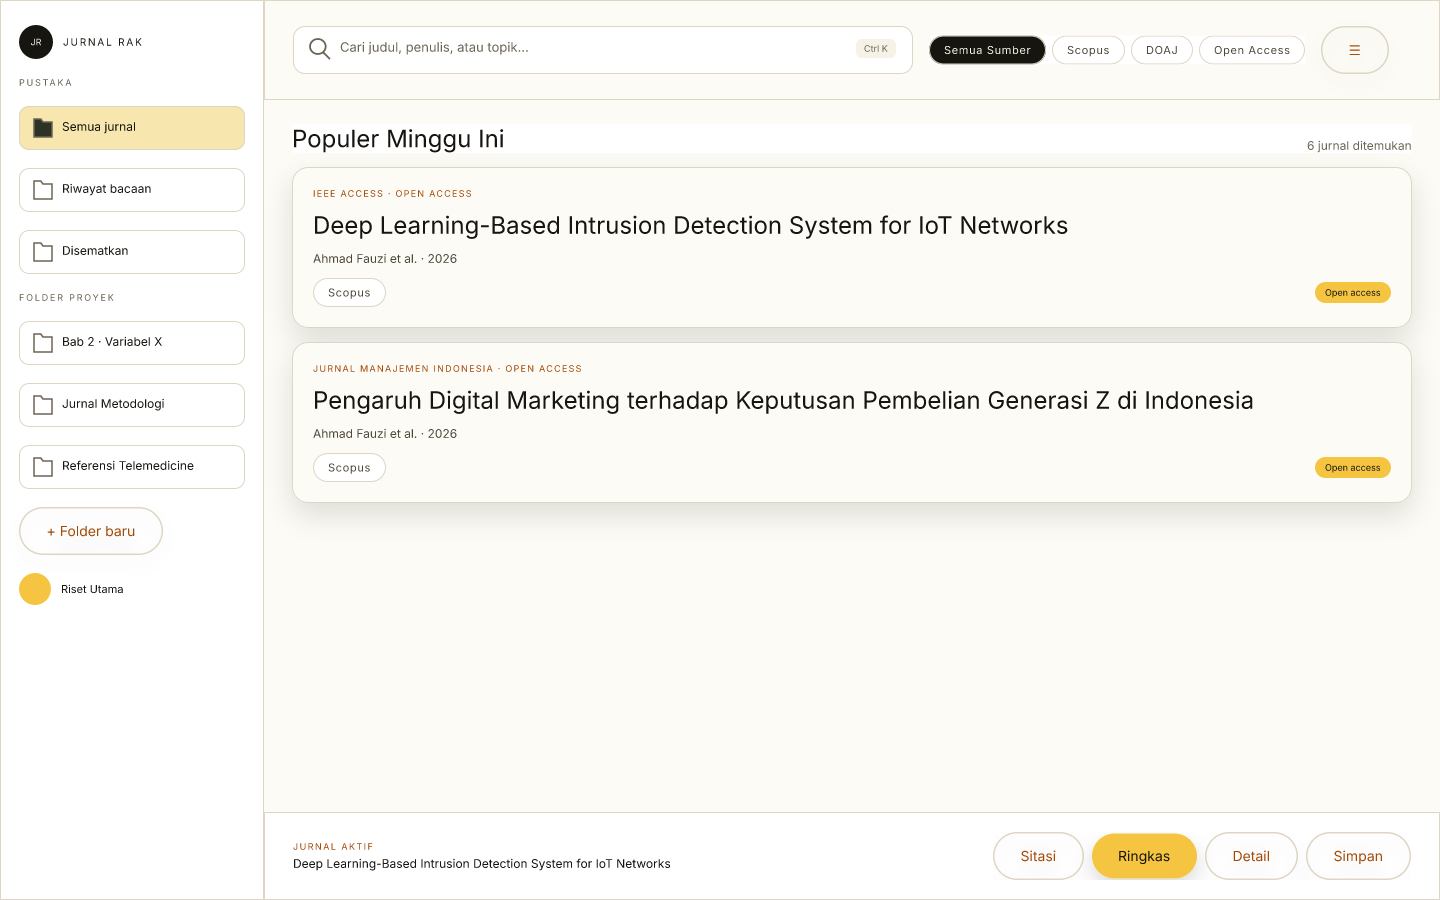 JR
JURNAL RAK
PUSTAKA
Semua jurnal
Riwayat bacaan
Disematkan
FOLDER PROYEK
Bab 2 · Variabel X
Jurnal Metodologi
Referensi Telemedicine
+ Folder baru
Riset Utama
Cari judul, penulis, atau topik...
Ctrl K
Semua Sumber
Scopus
DOAJ
Open Access
☰
Populer Minggu Ini
6 jurnal ditemukan
IEEE ACCESS · OPEN ACCESS
Deep Learning-Based Intrusion Detection System for IoT Networks
Ahmad Fauzi et al. · 2026
Scopus
Open access
JURNAL MANAJEMEN INDONESIA · OPEN ACCESS
Pengaruh Digital Marketing terhadap Keputusan Pembelian Generasi Z di Indonesia
Ahmad Fauzi et al. · 2026
Scopus
Open access
JURNAL AKTIF
Deep Learning-Based Intrusion Detection System for IoT Networks
Sitasi
Ringkas
Detail
Simpan